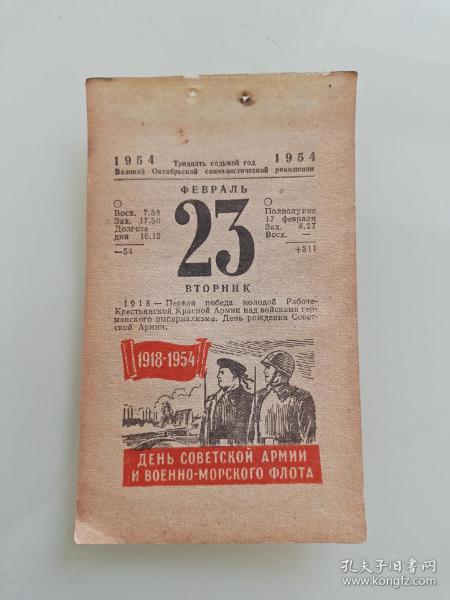 1954 Тридцать седьмой год 1954
Великой Октябрьской социалистической революции
ФЕВРАЛЬ
Восх. 7.38
Зах. 17.50
Долгота
дня 10.12
—54
23
Полнолуние
17 февраля
Зах. 8.27
Восх. —
+311
ВТОРНИК
1918 — Первая победа молодой Рабоче-
Крестьянской Красной Армии над войсками гер-
манского империализма. День рождения Совет-
ской Армии.
1918-1954
ДЕНЬ СОВЕТСКОЙ АРМИИ
И ВОЕННО-МОРСКОГО ФЛОТА
孔夫子旧书网
www.kongfz.com